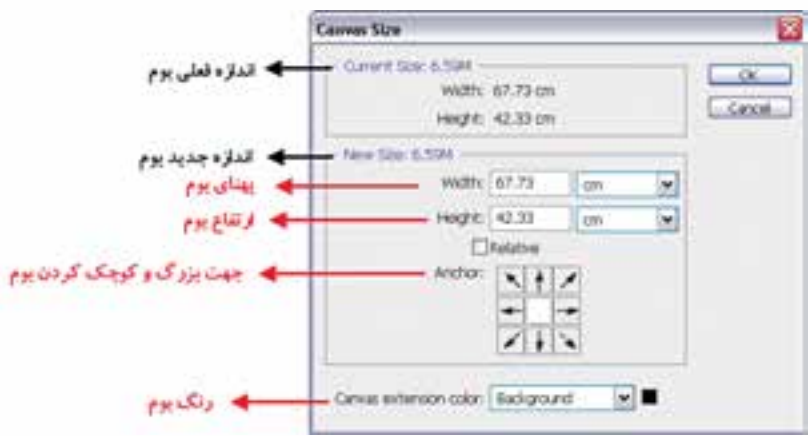 Canvas Size
اندازه فعلی بوم
Current Size: 6.59M
Width: 67.73 cm
Height: 42.33 cm
OK
Cancel
اندازه جدید بوم
New Size: 6.59M
پهنای بوم
Width: 67.73 cm
ارتفاع بوم
Height: 42.33 cm
Relative
جهت بزرگ و کوچک کردن بوم
Anchor:
رنگ بوم
Canvas extension color: Background